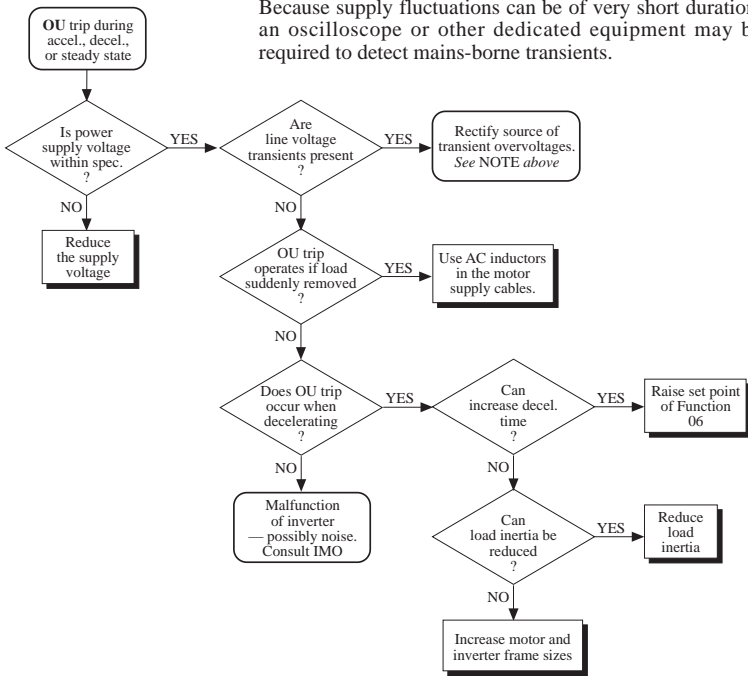 Because supply fluctuations can be of very short duration
an oscilloscope or other dedicated equipment may b
required to detect mains-borne transients.
OU trip during
accel., decel.,
or steady state
Is power
supply voltage
within spec.
?
YES
Are
line voltage
transients present
?
YES
Rectify source of
transient overvoltages.
See NOTE above
NO
Reduce
the supply
voltage
NO
OU trip
operates if load
suddenly removed
?
YES
Use AC inductors
in the motor
supply cables.
NO
Does OU trip
occur when
decelerating
?
YES
Can
increase decel.
time
?
YES
Raise set point
of Function
06
NO
Malfunction
of inverter
— possibly noise.
Consult IMO
NO
Can
load inertia be
reduced
?
YES
Reduce
load
inertia
NO
Increase motor and
inverter frame sizes